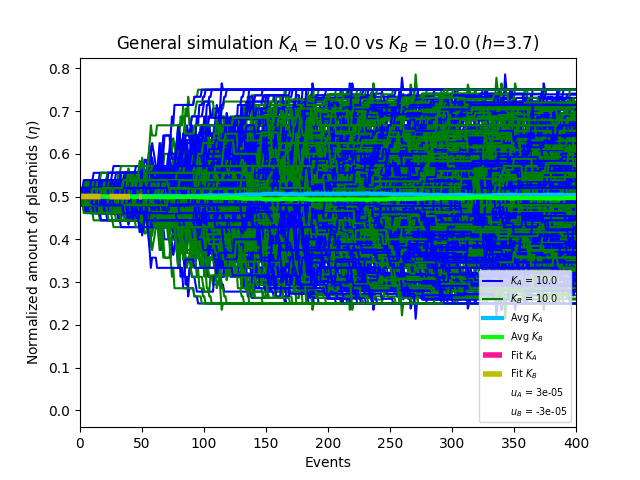 General simulation K_A = 10.0 vs K_B = 10.0 (h=3.7)
Normalized amount of plasmids (η)
0.8
0.7
0.6
0.5
0.4
0.3
0.2
0.1
0.0
K_A = 10.0
K_B = 10.0
Avg K_A
Avg K_B
Fit K_A
Fit K_B
u_A = 3e-05
u_B = -3e-05
0 50 100 150 200 250 300 350 400
Events